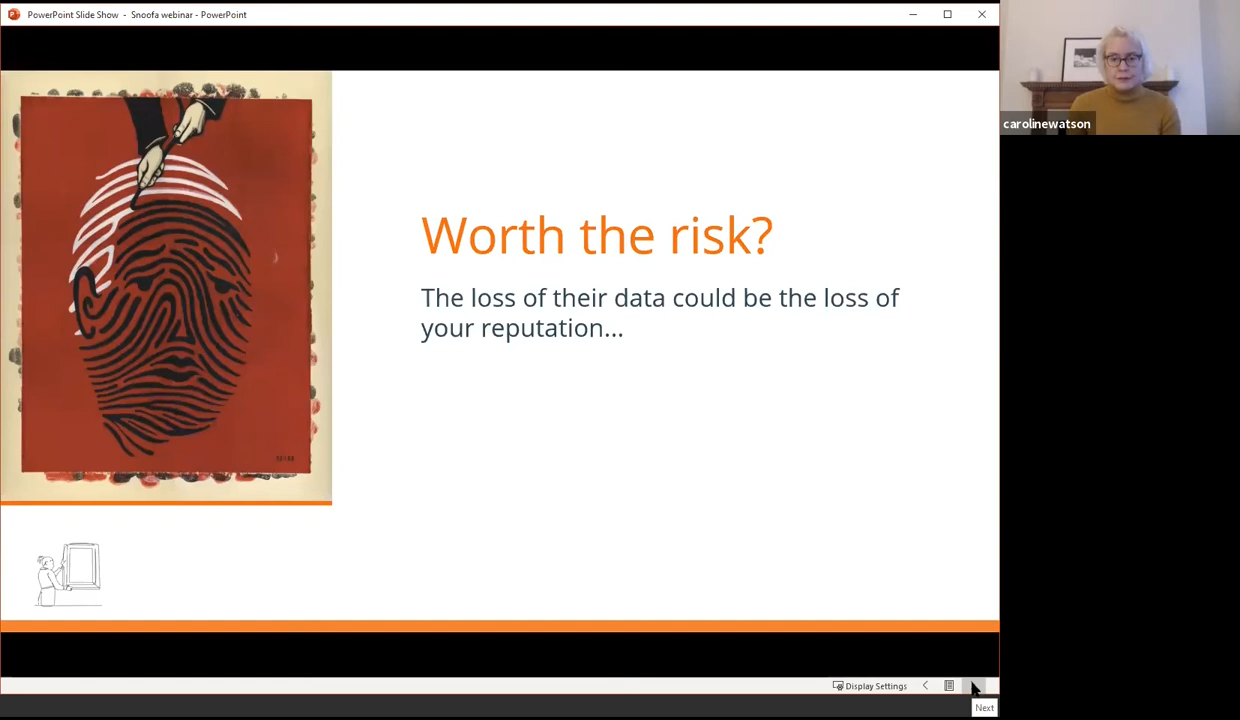 PowerPoint Slide Show - Snoofa webinar - PowerPoint
carolinewatson
Worth the risk?
The loss of their data could be the loss of
your reputation...
Display Settings
Next